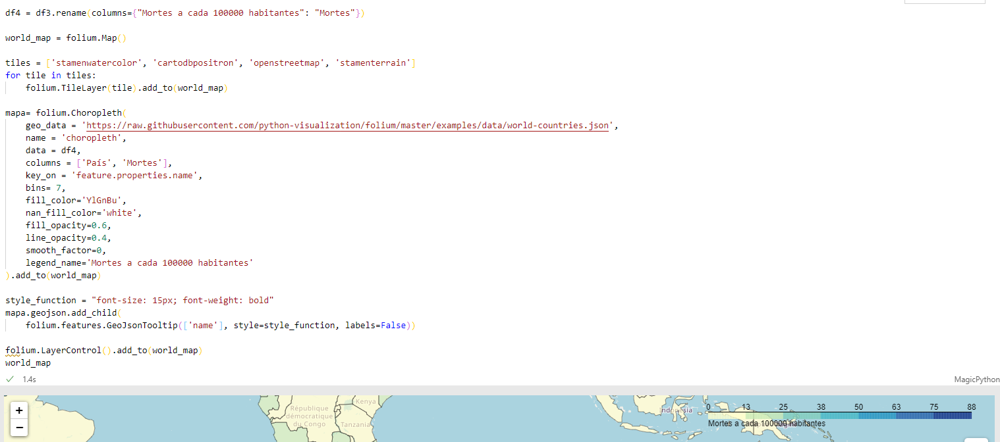 df4 = df3.rename(columns={"Mortes a cada 100000 habitantes": "Mortes"})
world_map = folium.Map()
tiles = ['stamenwatercolor', 'cartodbpositron', 'openstreetmap', 'stamenterrain']
for tile in tiles:
    folium.TileLayer(tile).add_to(world_map)
mapa= folium.Choropleth(
    geo_data = 'https://raw.githubusercontent.com/python-visualization/folium/master/examples/data/world-countries.json',
    name = 'choropleth',
    data = df4,
    columns = ['País', 'Mortes'],
    key_on = 'feature.properties.name',
    bins= 7,
    fill_color='YlGnBu',
    nan_fill_color='white',
    fill_opacity=0.6,
    line_opacity=0.4,
    smooth_factor=0,
    legend_name='Mortes a cada 100000 habitantes'
).add_to(world_map)
style_function = "font-size: 15px; font-weight: bold"
mapa.geojson.add_child(
    folium.features.GeoJsonTooltip(['name'], style=style_function, labels=False))
folium.LayerControl().add_to(world_map)
world_map
✓ 1.4s
MagicPython
+
−
Kenya
République
démocratique
du Congo
Tanzania
Indonesia
0 13 25 38 50 63 75 88
Mortes a cada 100000 habitantes